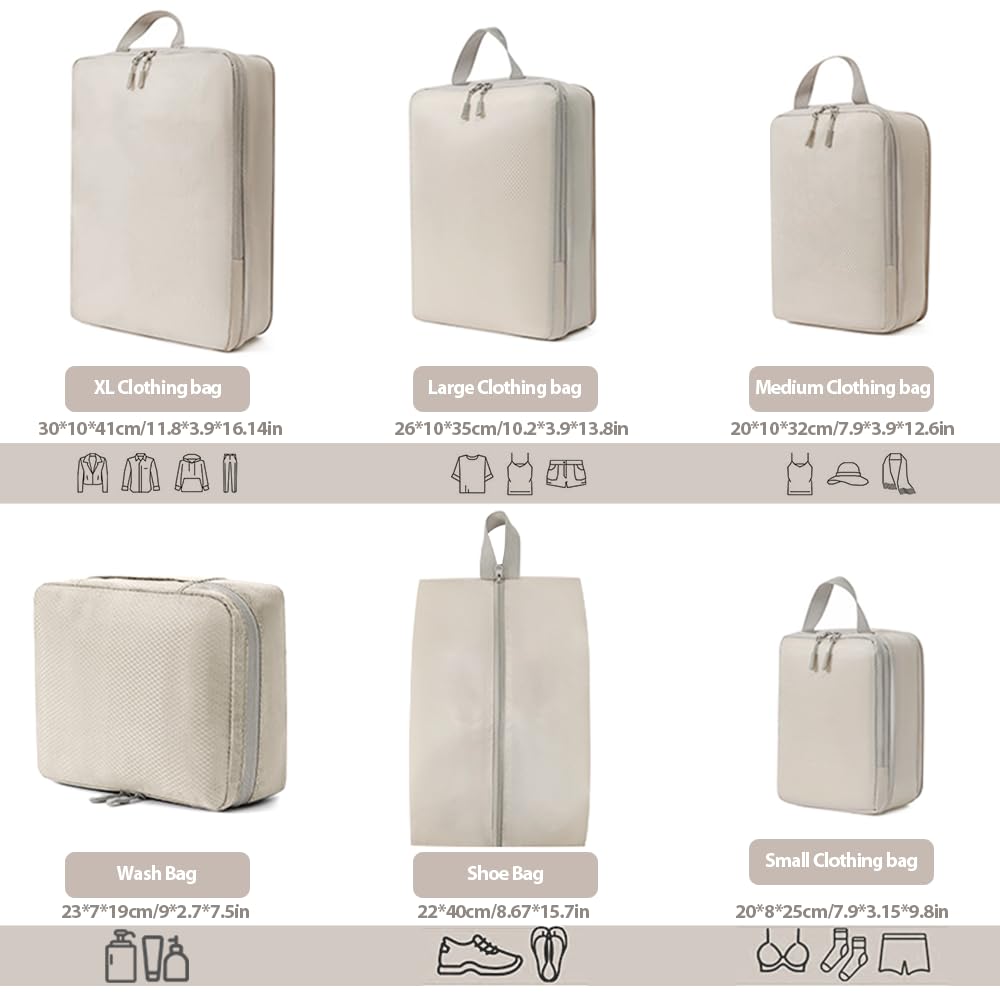 XL Clothing bag
30*10*41cm/11.8*3.9*16.14in
Large Clothing bag
26*10*35cm/10.2*3.9*13.8in
Medium Clothing bag
20*10*32cm/7.9*3.9*12.6in
Wash Bag
23*7*19cm/9*2.7*7.5in
Shoe Bag
22*40cm/8.67*15.7in
Small Clothing bag
20*8*25cm/7.9*3.15*9.8in